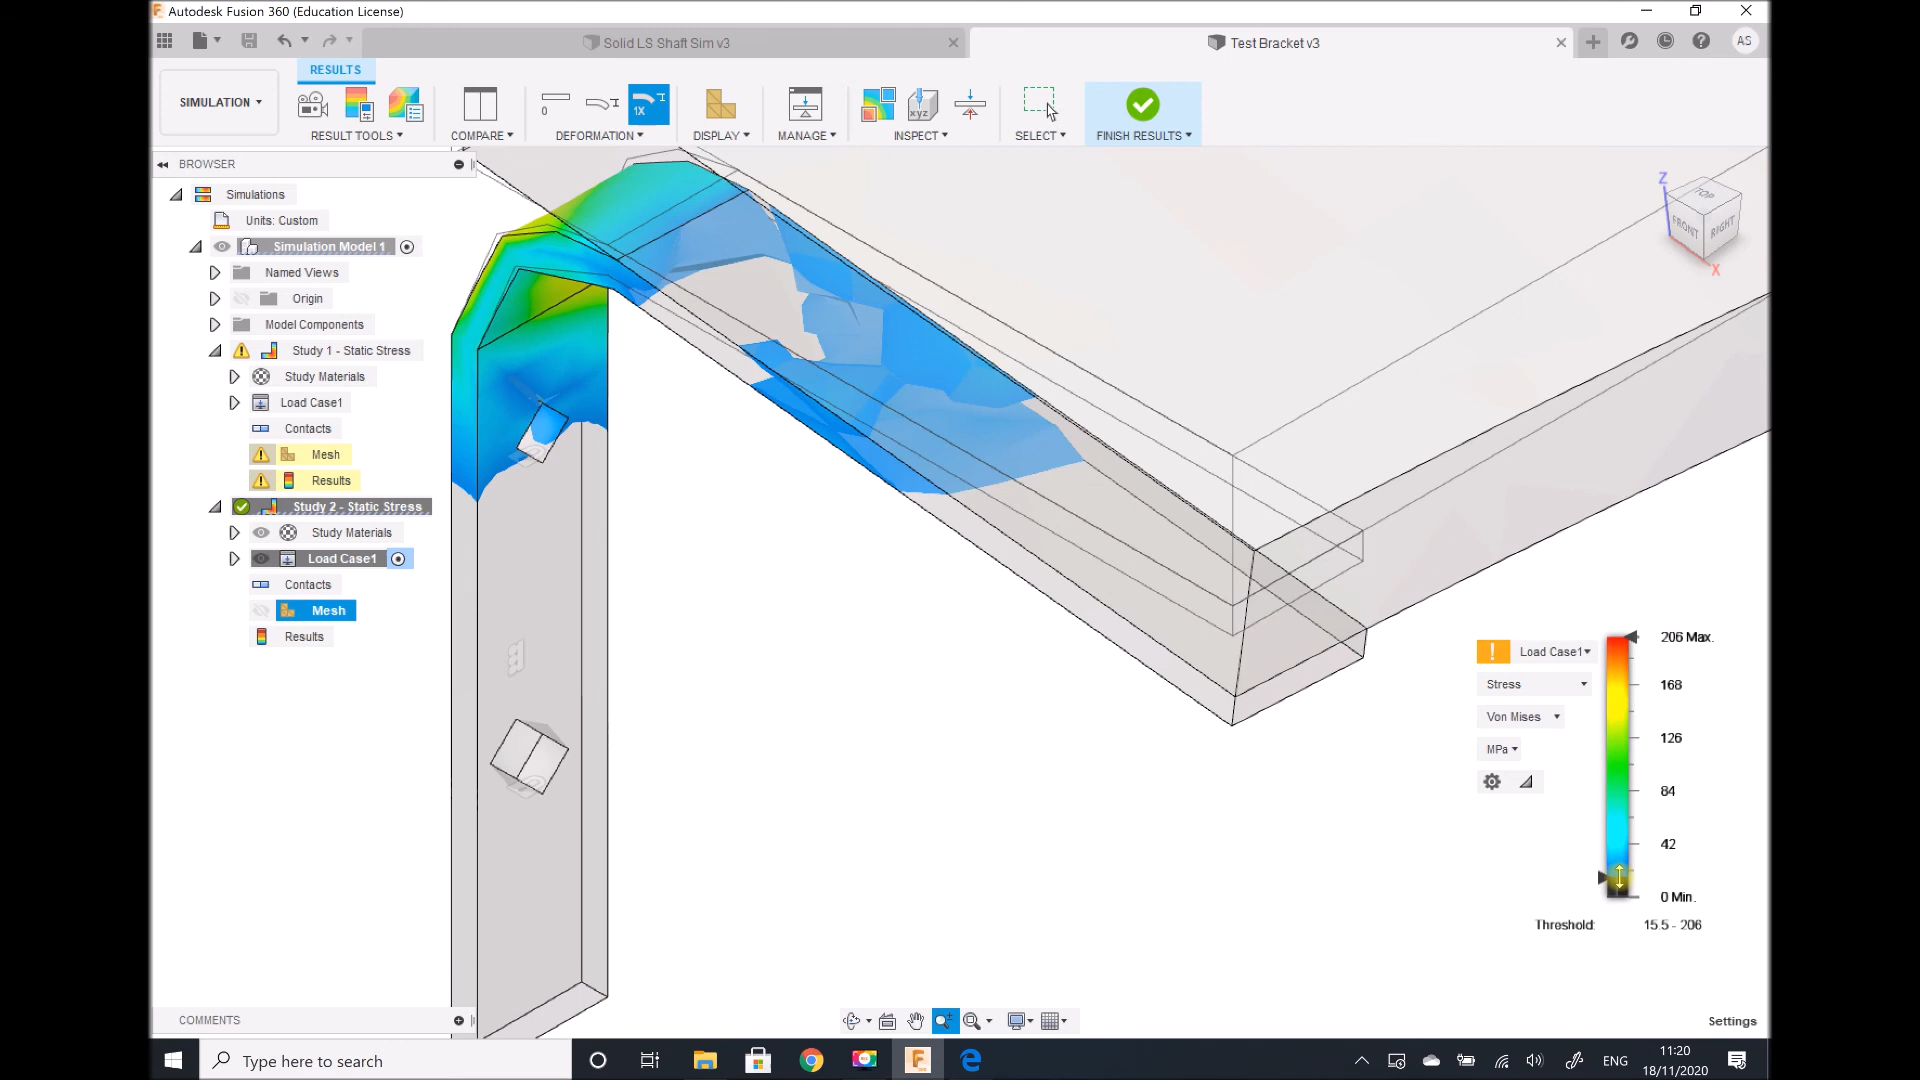 Autodesk Fusion 360 (Education License)
Solid LS Shaft Sim v3
Test Bracket v3
AS
RESULTS
SIMULATION
0
1X
xyz
RESULT TOOLS
COMPARE
DEFORMATION
DISPLAY
MANAGE
INSPECT
SELECT
FINISH RESULTS
BROWSER
Simulations
Units: Custom
Simulation Model 1
Named Views
Origin
Model Components
Study 1 - Static Stress
Study Materials
Load Case1
Contacts
Mesh
Results
Study 2 - Static Stress
Study Materials
Load Case1
Contacts
Mesh
Results
Z
TOP
FRONT
RIGHT
X
Load Case1
Stress
Von Mises
MPa
206 Max.
168
126
84
42
0 Min.
Threshold: 15.5 - 206
COMMENTS
Settings
Type here to search
ENG
11:20
18/11/2020